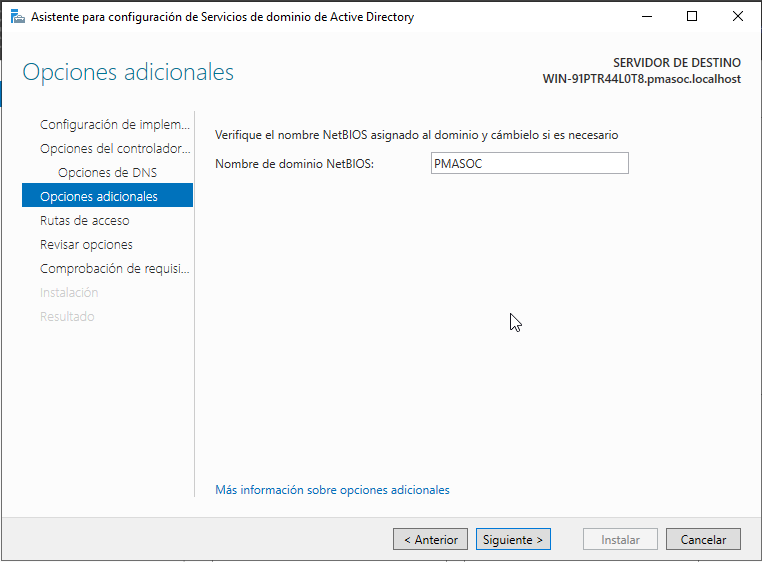 Asistente para configuración de Servicios de dominio de Active Directory
Opciones adicionales
SERVIDOR DE DESTINO
WIN-91PTR44L0T8.pmasoc.localhost
Configuración de implem...
Opciones del controlador...
Opciones de DNS
Opciones adicionales
Rutas de acceso
Revisar opciones
Comprobación de requisi...
Instalación
Resultado
Verifique el nombre NetBIOS asignado al dominio y cámbielo si es necesario
Nombre de dominio NetBIOS: PMASOC
Más información sobre opciones adicionales
< Anterior Siguiente > Instalar Cancelar